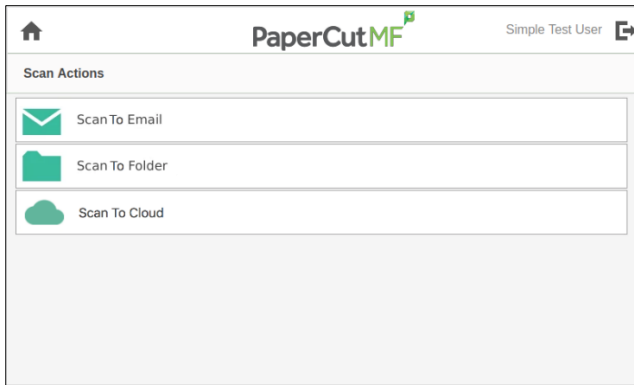 PaperCutMF
Simple Test User
Scan Actions
Scan To Email
Scan To Folder
Scan To Cloud